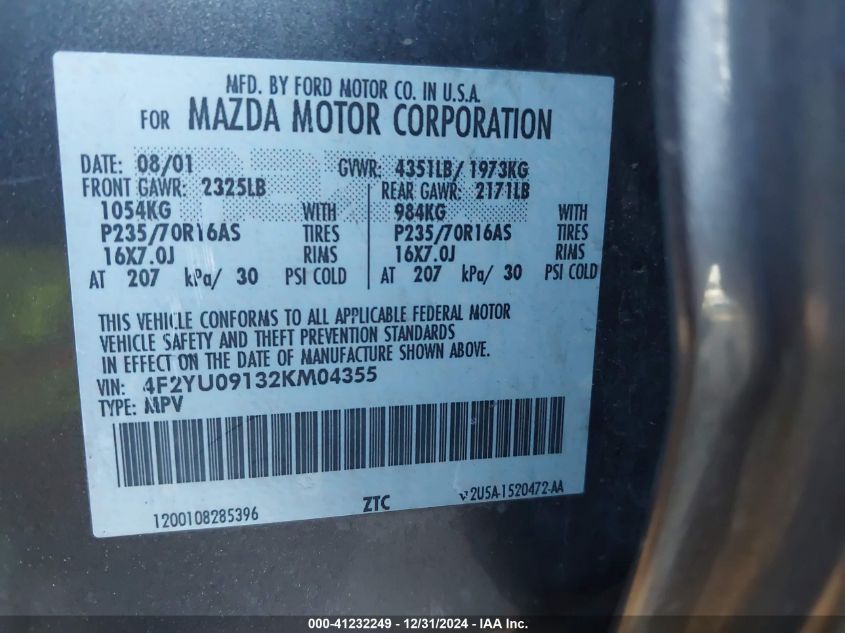 MFD. BY FORD MOTOR CO. IN U.S.A.
FOR MAZDA MOTOR CORPORATION
DATE: 08/01 GVWR: 4351LB/ 1973KG
FRONT GAWR: 2325LB REAR GAWR: 2171LB
1054KG WITH 984KG WITH
P235/70R16AS TIRES P235/70R16AS TIRES
16X7.0J RIMS 16X7.0J RIMS
AT 207 kPa/ 30 PSI COLD AT 207 kPa/ 30 PSI COLD
THIS VEHICLE CONFORMS TO ALL APPLICABLE FEDERAL MOTOR
VEHICLE SAFETY AND THEFT PREVENTION STANDARDS
IN EFFECT ON THE DATE OF MANUFACTURE SHOWN ABOVE.
VIN: 4F2YU09132KM04355
TYPE: MPV
1200108285396 ZTC 2U5A-1520472-AA
000-41232249 - 12/31/2024 - IAA Inc.